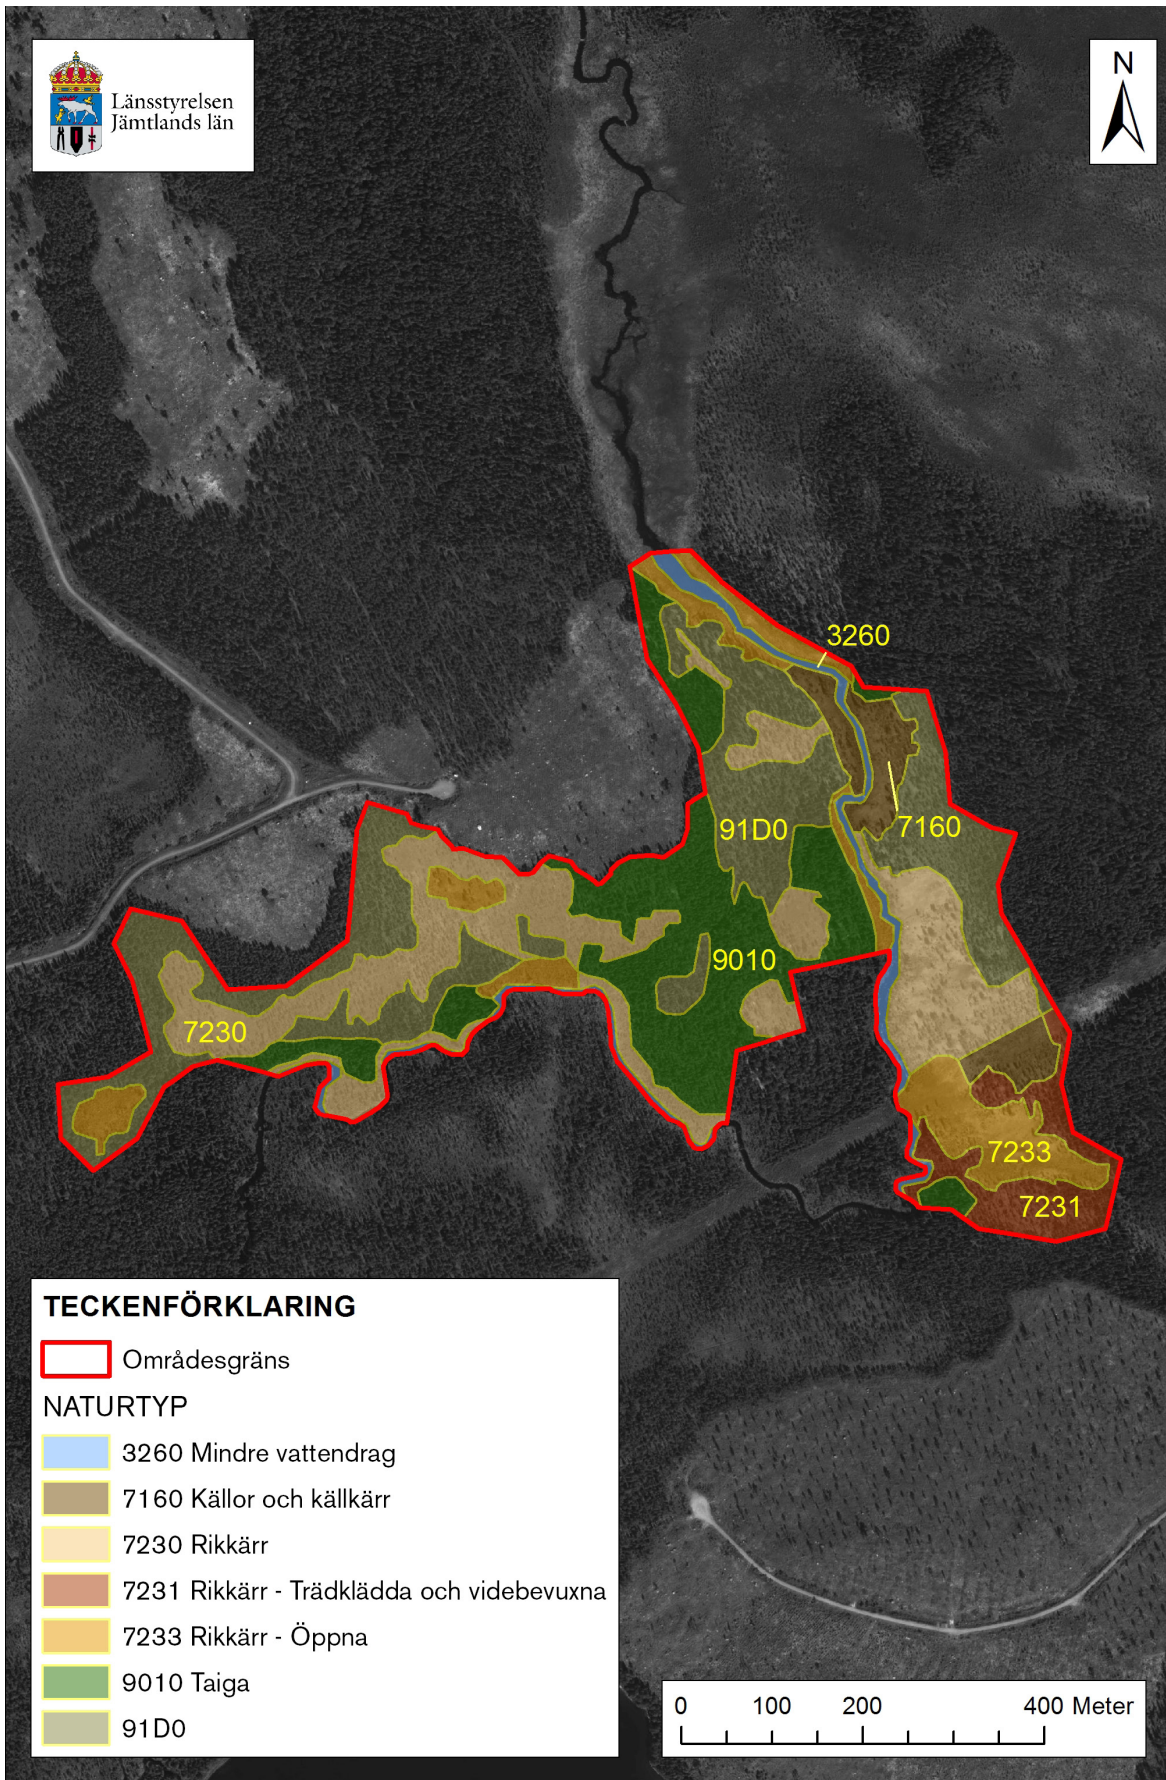 Länsstyrelsen
Jämtlands län
N
3260
7160
91D0
9010
7230
7233
7231
TECKENFÖRKLARING
Områdesgräns
NATURTYP
3260 Mindre vattendrag
7160 Källor och källkärr
7230 Rikkärr
7231 Rikkärr - Trädklädda och videbevuxna
7233 Rikkärr - Öppna
9010 Taiga
91D0
0 100 200 400 Meter